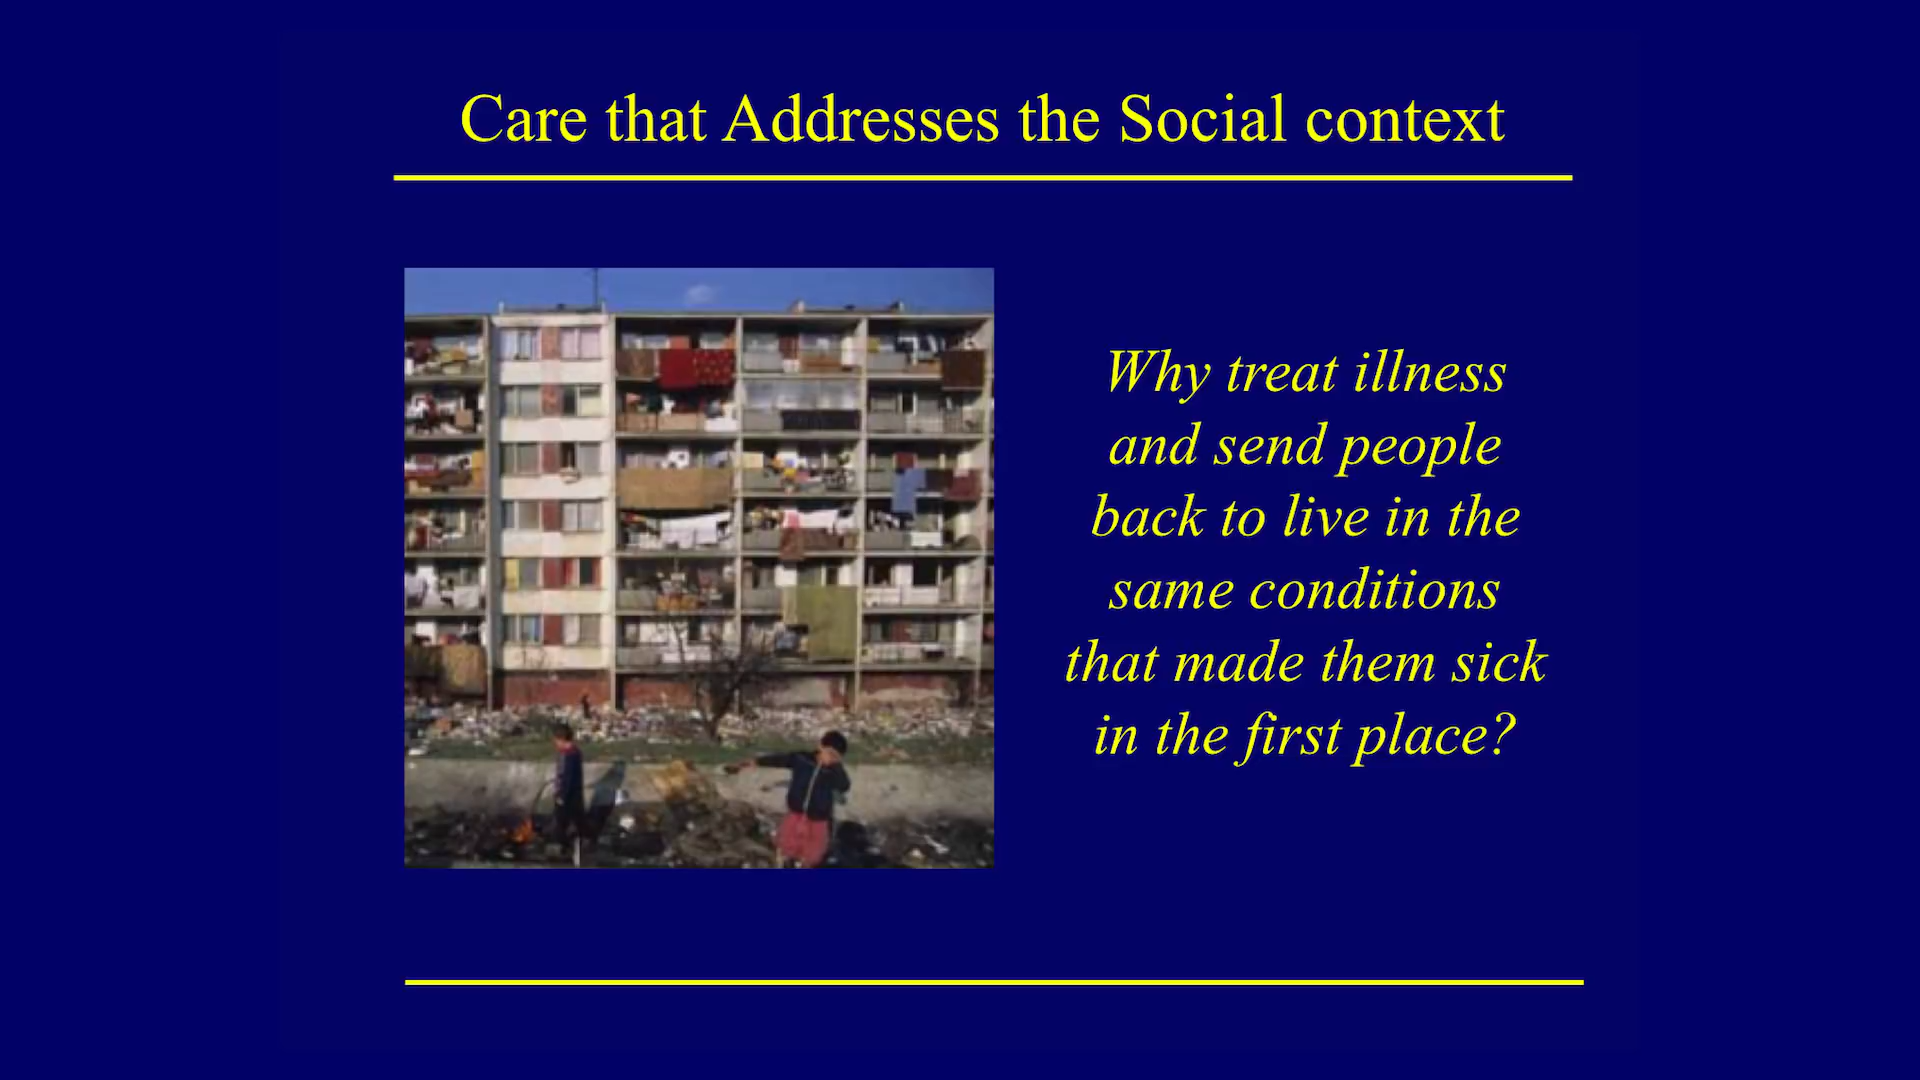 Care that Addresses the Social context
Why treat illness
and send people
back to live in the
same conditions
that made them sick
in the first place?